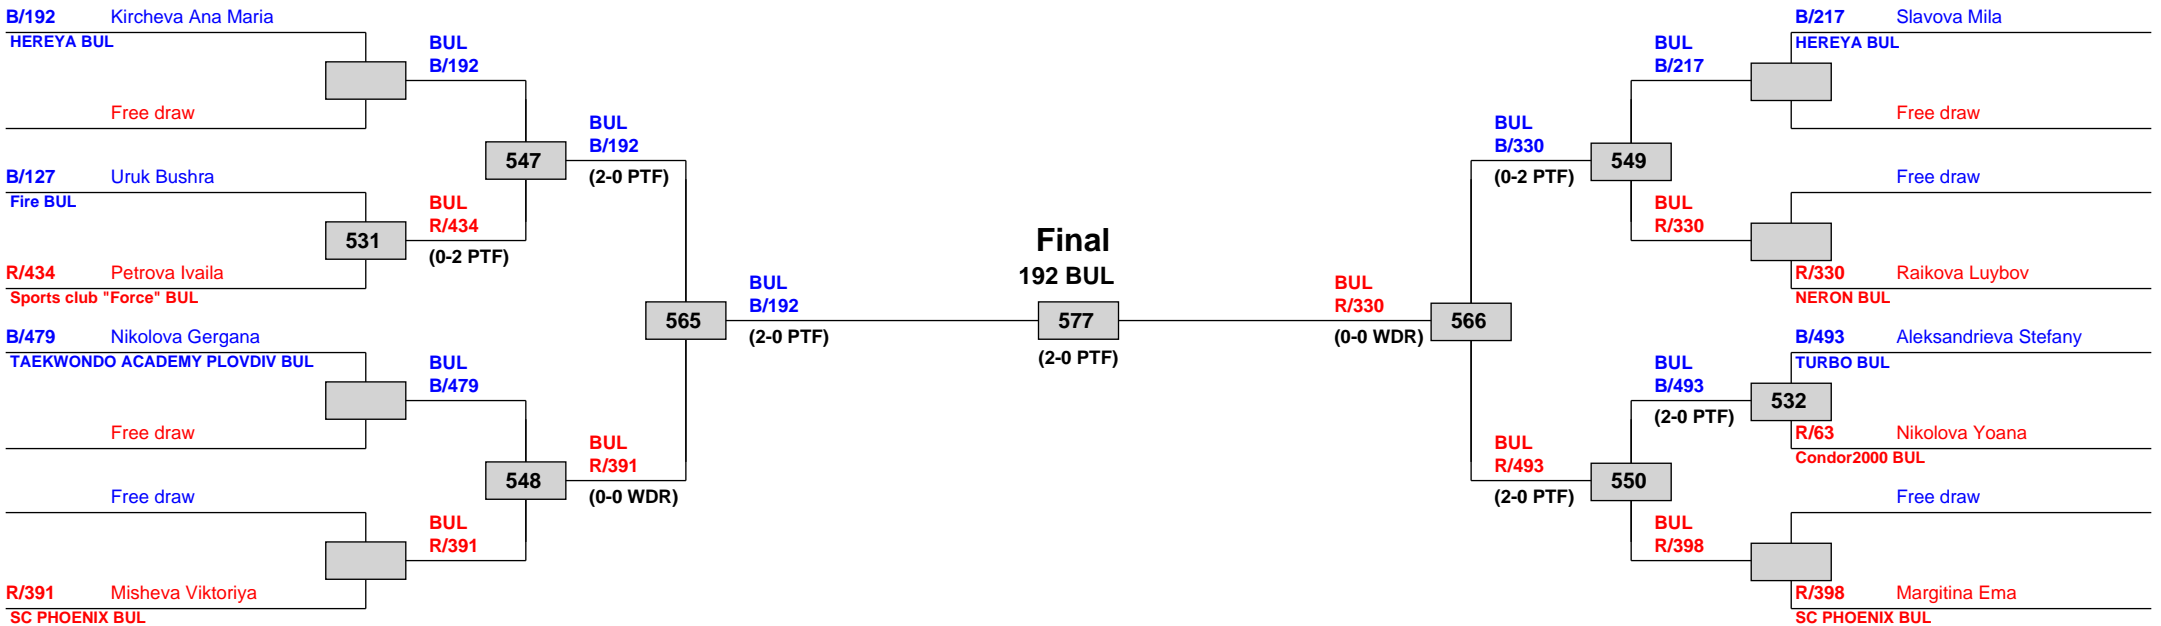 B/192 Kircheva Ana Maria
HEREYA BUL
Free draw
B/127 Uruk Bushra
Fire BUL
R/434 Petrova Ivaila
Sports club "Force" BUL
B/479 Nikolova Gergana
TAEKWONDO ACADEMY PLOVDIV BUL
Free draw
Free draw
R/391 Misheva Viktoriya
SC PHOENIX BUL
531
BUL
B/192
BUL
R/434
(0-2 PTF)
BUL
B/479
BUL
R/391
547
548
BUL
B/192
(2-0 PTF)
BUL
R/391
(0-0 WDR)
565
BUL
B/192
(2-0 PTF)
Final
192 BUL
577
(2-0 PTF)
BUL
R/330
(0-0 WDR)
566
BUL
B/330
(0-2 PTF)
BUL
R/493
(2-0 PTF)
549
550
BUL
B/217
BUL
R/330
BUL
B/493
(2-0 PTF)
BUL
R/398
532
B/217 Slavova Mila
HEREYA BUL
Free draw
Free draw
R/330 Raikova Luybov
NERON BUL
B/493 Aleksandrieva Stefany
TURBO BUL
R/63 Nikolova Yoana
Condor2000 BUL
Free draw
R/398 Margitina Ema
SC PHOENIX BUL